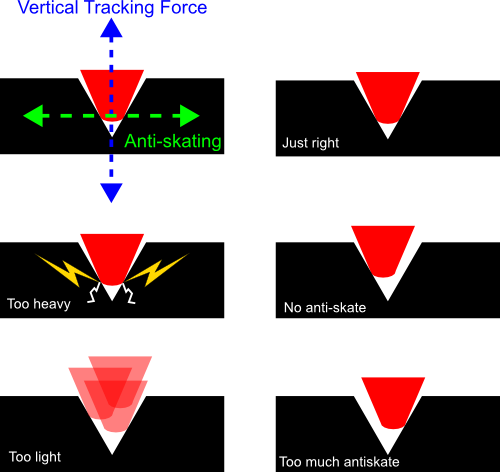 Vertical Tracking Force
Anti-skating
Just right
Too heavy
No anti-skate
Too light
Too much antiskate